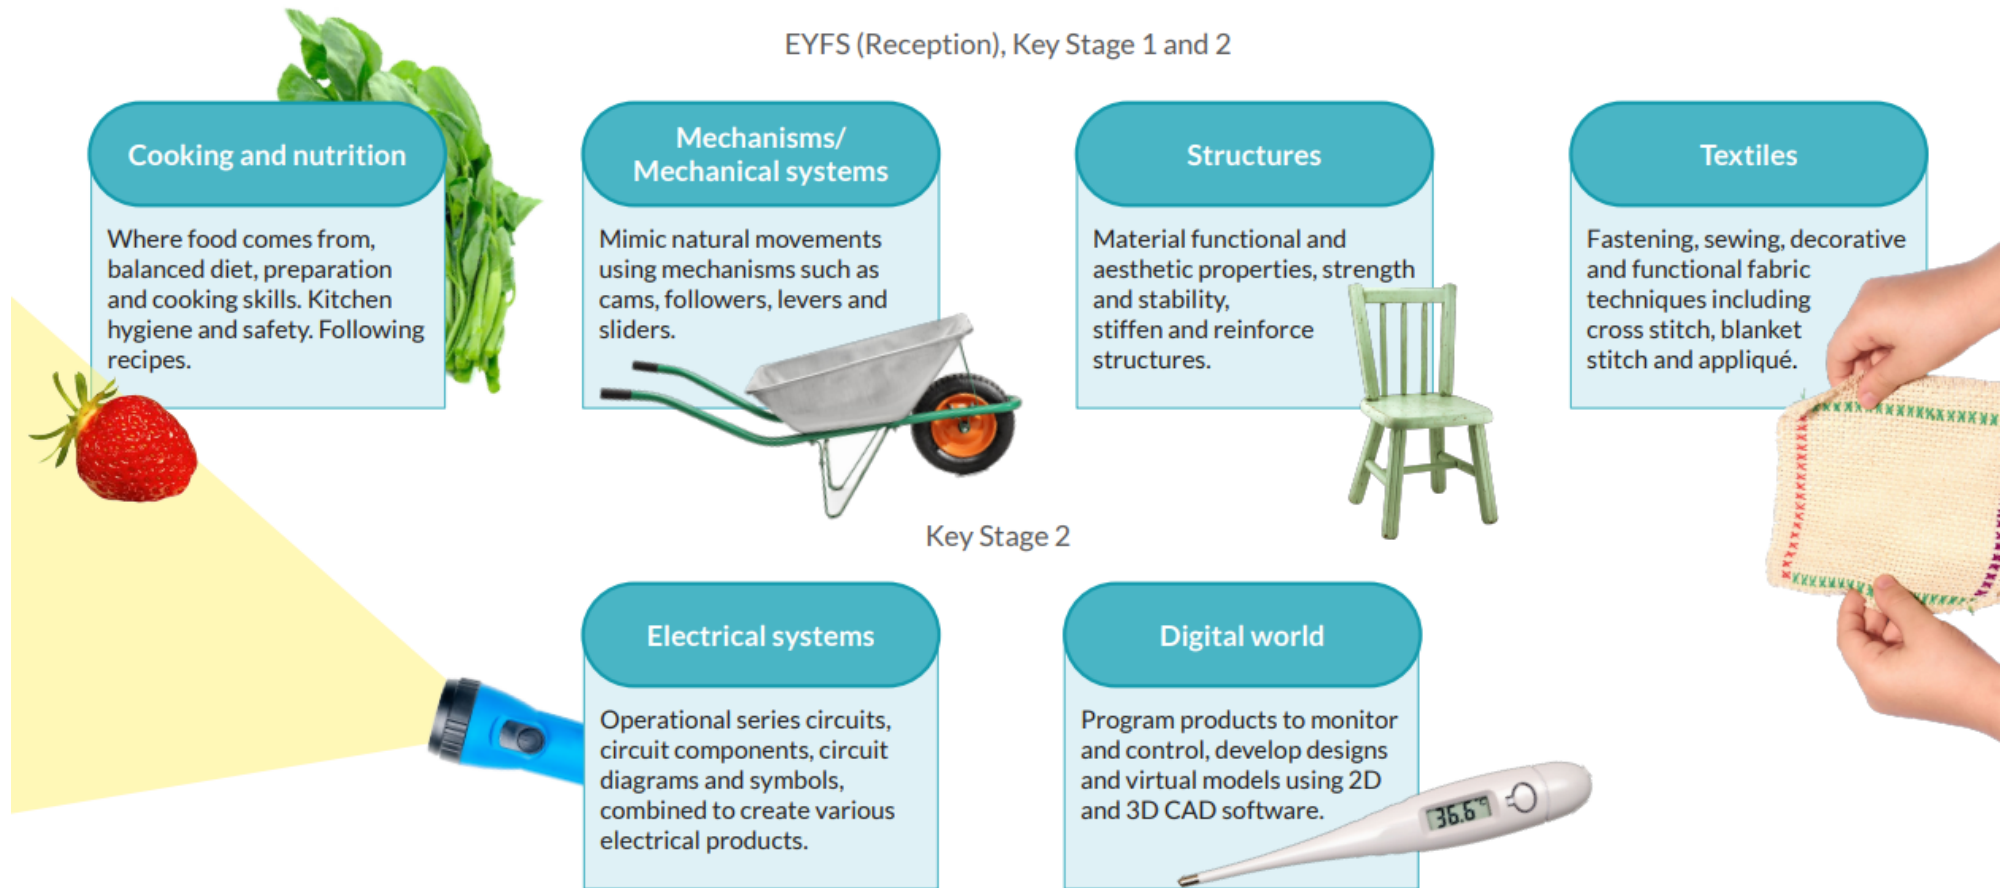 EYFS (Reception), Key Stage 1 and 2
Cooking and nutrition
Where food comes from,
balanced diet, preparation
and cooking skills. Kitchen
hygiene and safety. Following
recipes.
Mechanisms/
Mechanical systems
Mimic natural movements
using mechanisms such as
cams, followers, levers and
sliders.
Structures
Material functional and
aesthetic properties, strength
and stability,
stiffen and reinforce
structures.
Textiles
Fastening, sewing, decorative
and functional fabric
techniques including
cross stitch, blanket
stitch and appliqué.
Key Stage 2
Electrical systems
Operational series circuits,
circuit components, circuit
diagrams and symbols,
combined to create various
electrical products.
Digital world
Program products to monitor
and control, develop designs
and virtual models using 2D
and 3D CAD software.
36.6°C